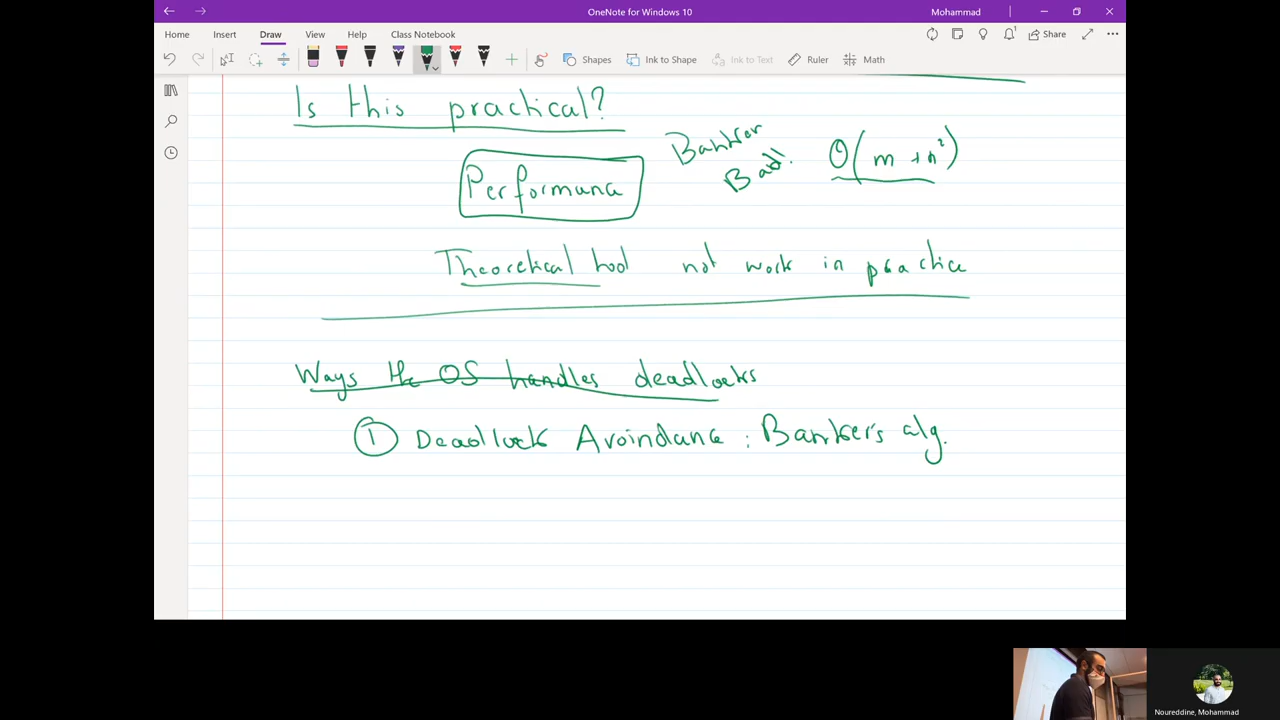 OneNote for Windows 10
Mohammad
Home Insert Draw View Help Class Notebook
Share
Shapes Ink to Shape Ink to Text Ruler Math
Is this practical?
Banker
Bad!
O(m+n²)
Performance
Theoretical tool not work in practice
Ways the OS handles deadlocks
① Deadlock Avoindance : Banker's alg.
Noureddine, Mohammad